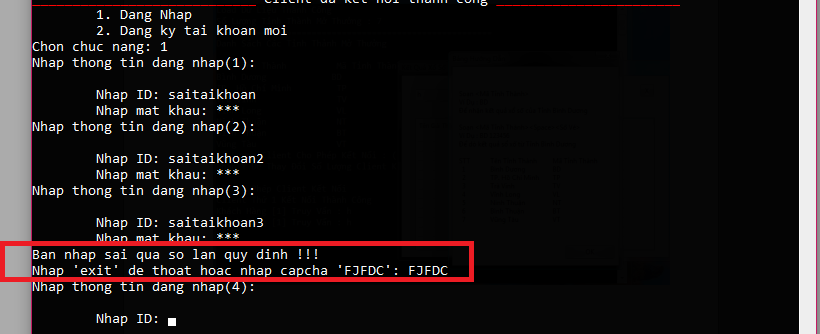 Client da ket noi thanh cong
1. Dang Nhap
2. Dang ky tai khoan moi
Chon chuc nang: 1
Nhap thong tin dang nhap(1):
Nhap ID: saitaikhoan
Nhap mat khau: ***
Nhap thong tin dang nhap(2):
Nhap ID: saitaikhoan2
Nhap mat khau: ***
Nhap thong tin dang nhap(3):
Nhap ID: saitaikhoan3
Nhap mat khau: ***
Ban nhap sai qua so lan quy dinh !!!
Nhap 'exit' de thoat hoac nhap capcha 'FJFDC': FJFDC
Nhap thong tin dang nhap(4):
Nhap ID: